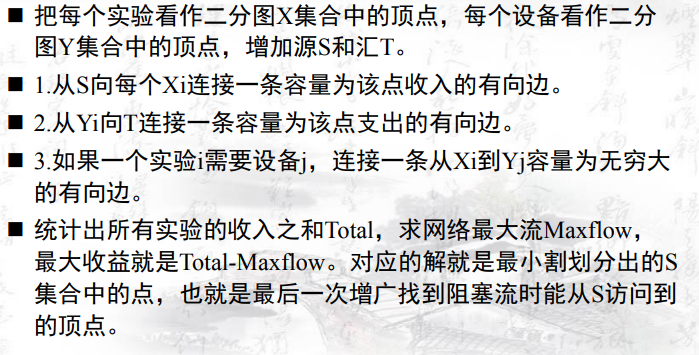 ■ 把每个实验看作二分图X集合中的顶点，每个设备看作二分
图Y集合中的顶点，增加源S和汇T。
■ 1.从S向每个Xi连接一条容量为该点收入的有向边。
■ 2.从Yi向T连接一条容量为该点支出的有向边。
■ 3.如果一个实验i需要设备j，连接一条从Xi到Yj容量为无穷大
的有向边。
■ 统计出所有实验的收入之和Total，求网络最大流Maxflow，
最大收益就是Total-Maxflow。对应的解就是最小割划分出的S
集合中的点，也就是最后一次增广找到阻塞流时能从S访问到
的顶点。